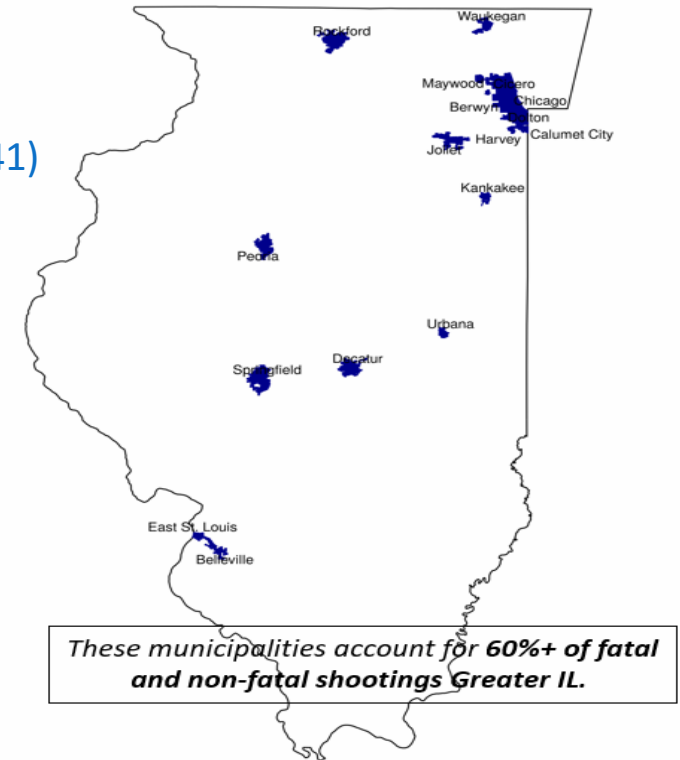 Rockford
Waukegan
Maywood Cicero
Chicago
Berwyn
Calumet City
Harvey
Joliet
41)
Kankakee
Peoria
Urbana
Decatur
Springfield
East St. Louis
Belleville
These municipalities account for 60%+ of fatal
and non-fatal shootings Greater IL.